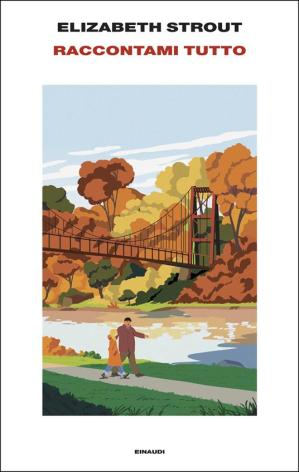 ELIZABETH STROUT
RACCONTAMI TUTTO
EINAUDI